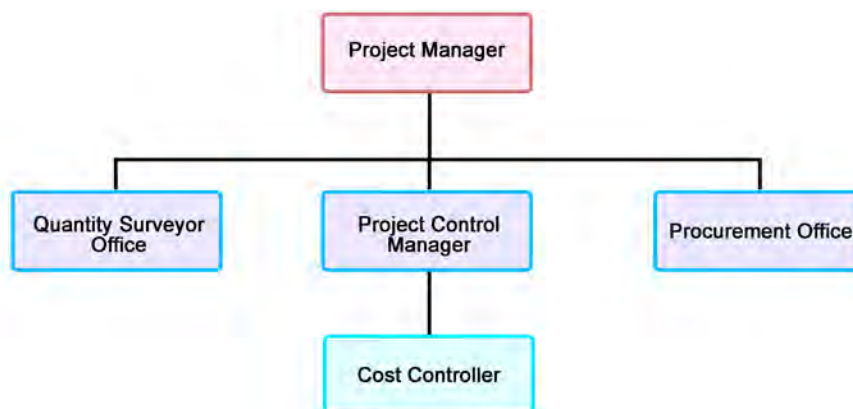 Project Manager
Quantity Surveyor
Office
Project Control
Manager
Procurement Office
Cost Controller